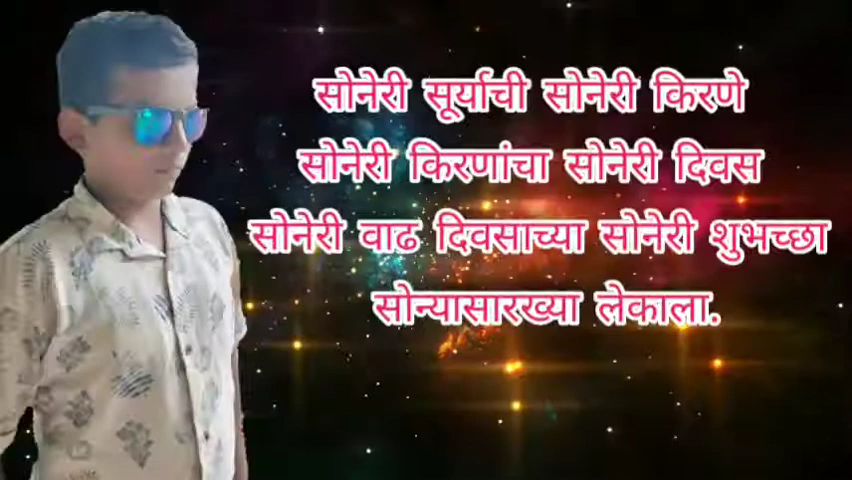 सोनेरी सूर्याची सोनेरी किरणे
सोनेरी किरणांचा सोनेरी दिवस
सोनेरी वाढ दिवसाच्या सोनेरी शुभच्छा
सोन्यासारख्या लेकाला.